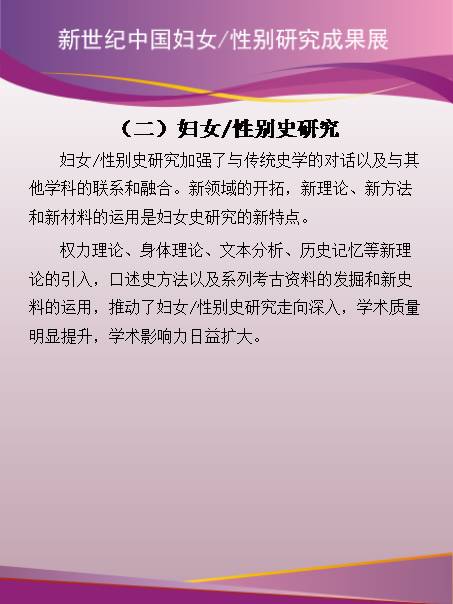 新世纪中国妇女/性别研究成果展
（二）妇女/性别史研究
妇女/性别史研究加强了与传统史学的对话以及与其
他学科的联系和融合。新领域的开拓，新理论、新方法
和新材料的运用是妇女史研究的新特点。
权力理论、身体理论、文本分析、历史记忆等新理
论的引入，口述史方法以及系列考古资料的发掘和新史
料的运用，推动了妇女/性别史研究走向深入，学术质量
明显提升，学术影响力日益扩大。